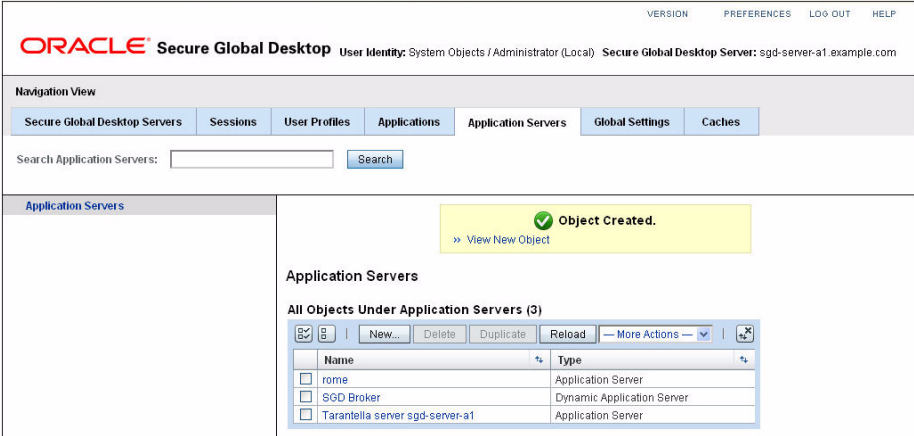 VERSION PREFERENCES LOG OUT HELP
ORACLE Secure Global Desktop User Identity: System Objects / Administrator (Local) Secure Global Desktop Server: sgd-server-a1.example.com
Navigation View
Secure Global Desktop Servers Sessions User Profiles Applications Application Servers Global Settings Caches
Search Application Servers: Search
Application Servers
Object Created.
» View New Object
Application Servers
All Objects Under Application Servers (3)
New... Delete Duplicate Reload — More Actions —
Name Type
rome Application Server
SGD Broker Dynamic Application Server
Tarantella server sgd-server-a1 Application Server